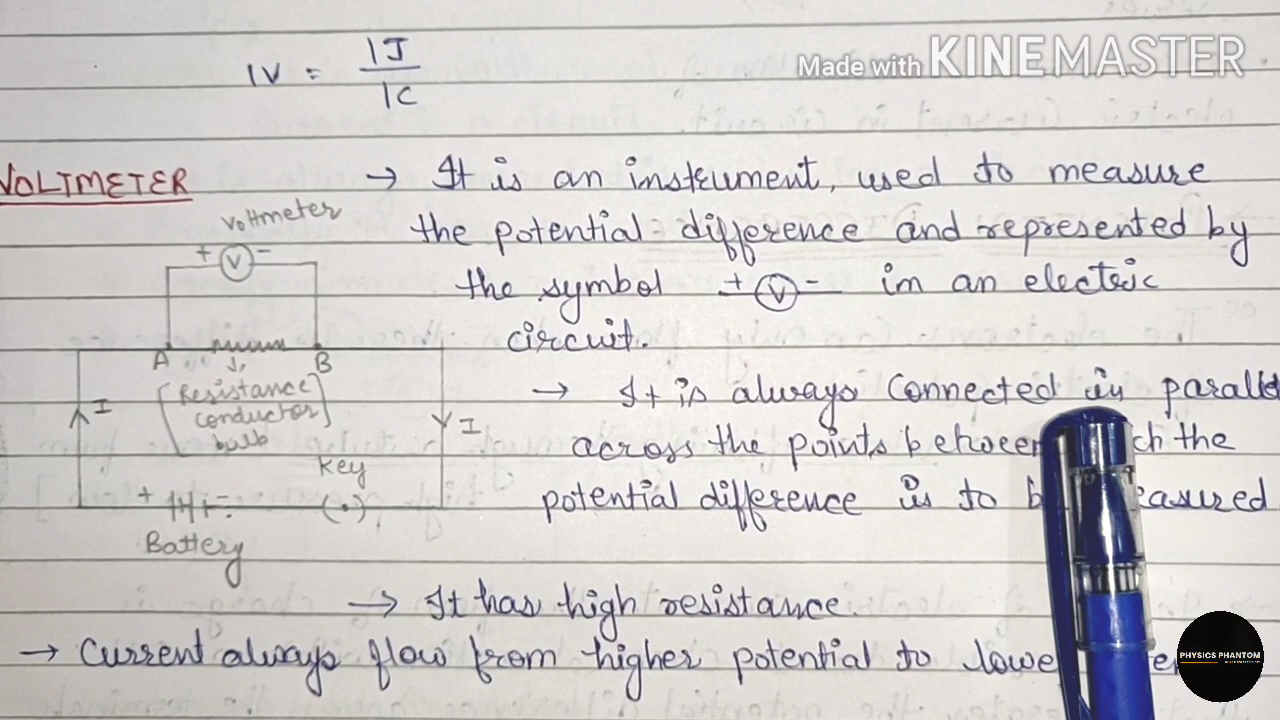 Made with KINEMASTER
1V = 1J
1C
VOLTMETER → It is an instrument, used to measure
the potential difference and represented by
the symbol + V - in an electric
circuit.
voltmeter
+ V -
A B
[Resistance
conductor
bulb]
I I
Key
+ - (.)
Battery
→ It is always connected in parallel
across the points between the
potential difference is to
→ It has high resistance.
→ Current always flow from higher potential to
PHYSICS PHANTOM